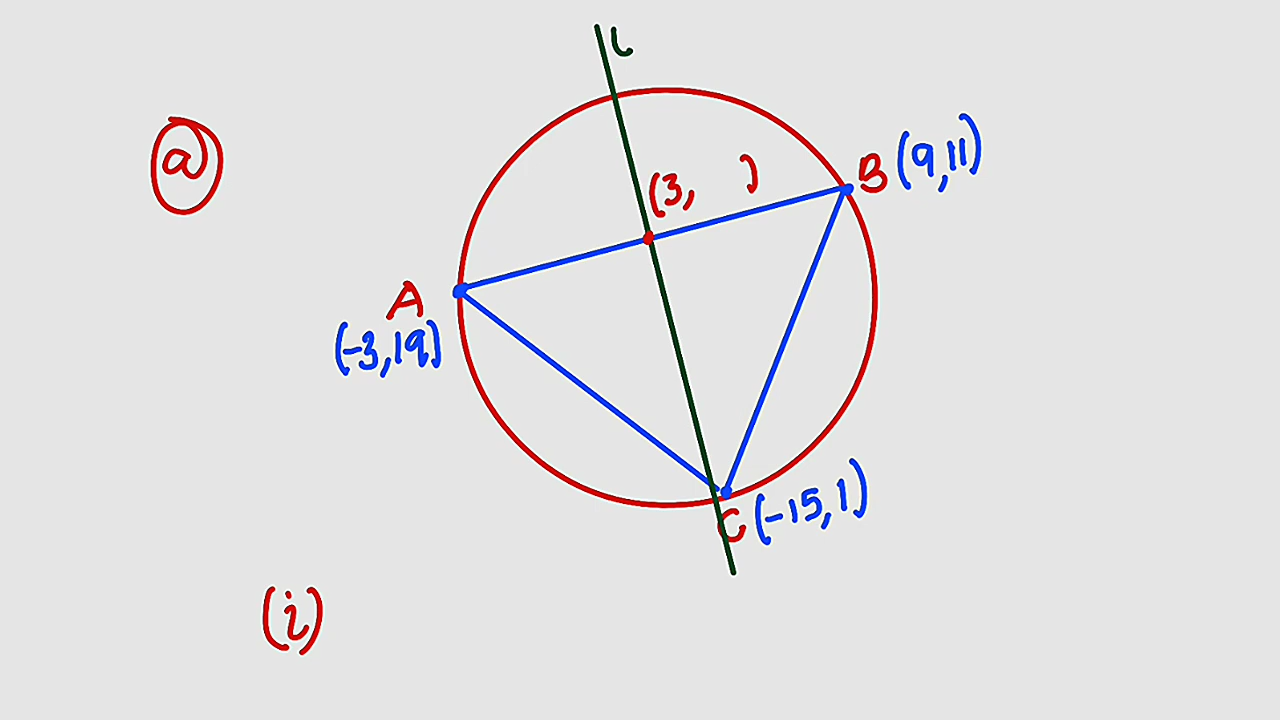 L
(a)
(3,   )
B (9,11)
A
(-3,19)
C (-15,1)
(i)